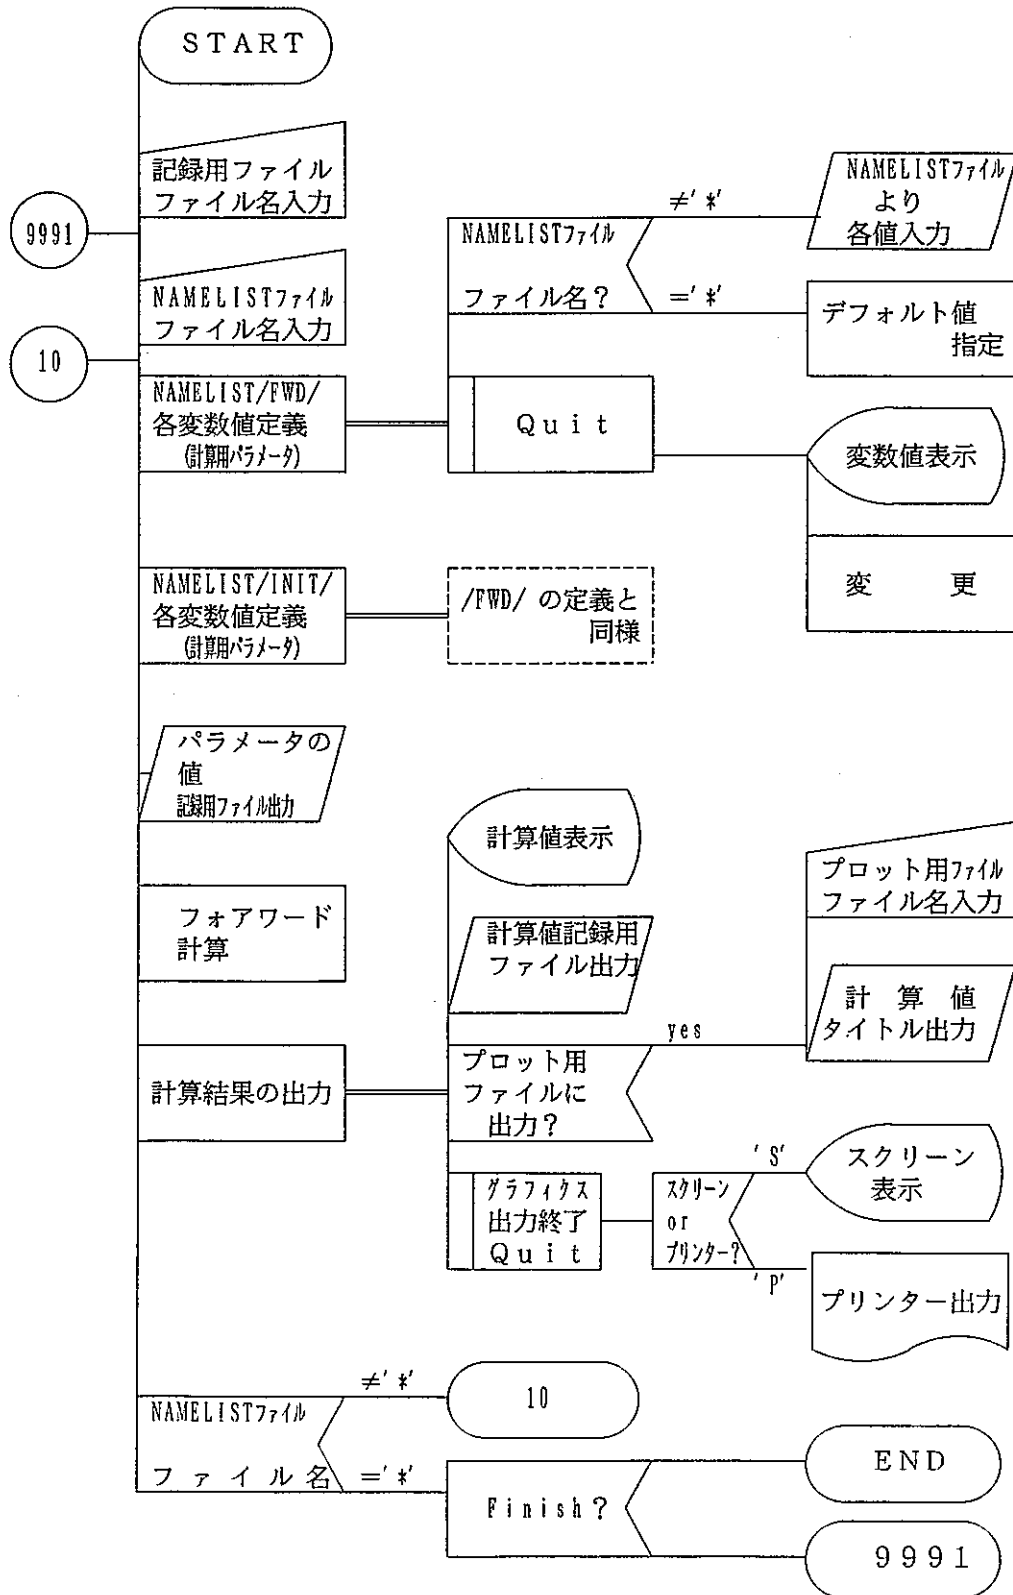 START
記録用ファイル
ファイル名入力
9991
NAMELISTファイル
ファイル名入力
10
NAMELIST/FWD/
各変数値定義
(計算用パラメータ)
NAMELISTファイル
ファイル名?
≠'*'
='*'
NAMELISTファイル
より
各値入力
デフォルト値
指定
Quit
変数値表示
変 更
NAMELIST/INIT/
各変数値定義
(計算用パラメータ)
/FWD/ の定義と
同様
パラメータの
値
記録用ファイル出力
フォアワード
計算
計算結果の出力
計算値表示
計算値記録用
ファイル出力
プロット用
ファイルに
出力?
yes
プロット用ファイル
ファイル名入力
計 算 値
タイトル出力
グラフィクス
出力終了
Quit
スクリーン
or
プリンター?
'S'
'P'
スクリーン
表示
プリンター出力
NAMELISTファイル
ファイル名
≠'*'
='*'
10
Finish?
END
9991